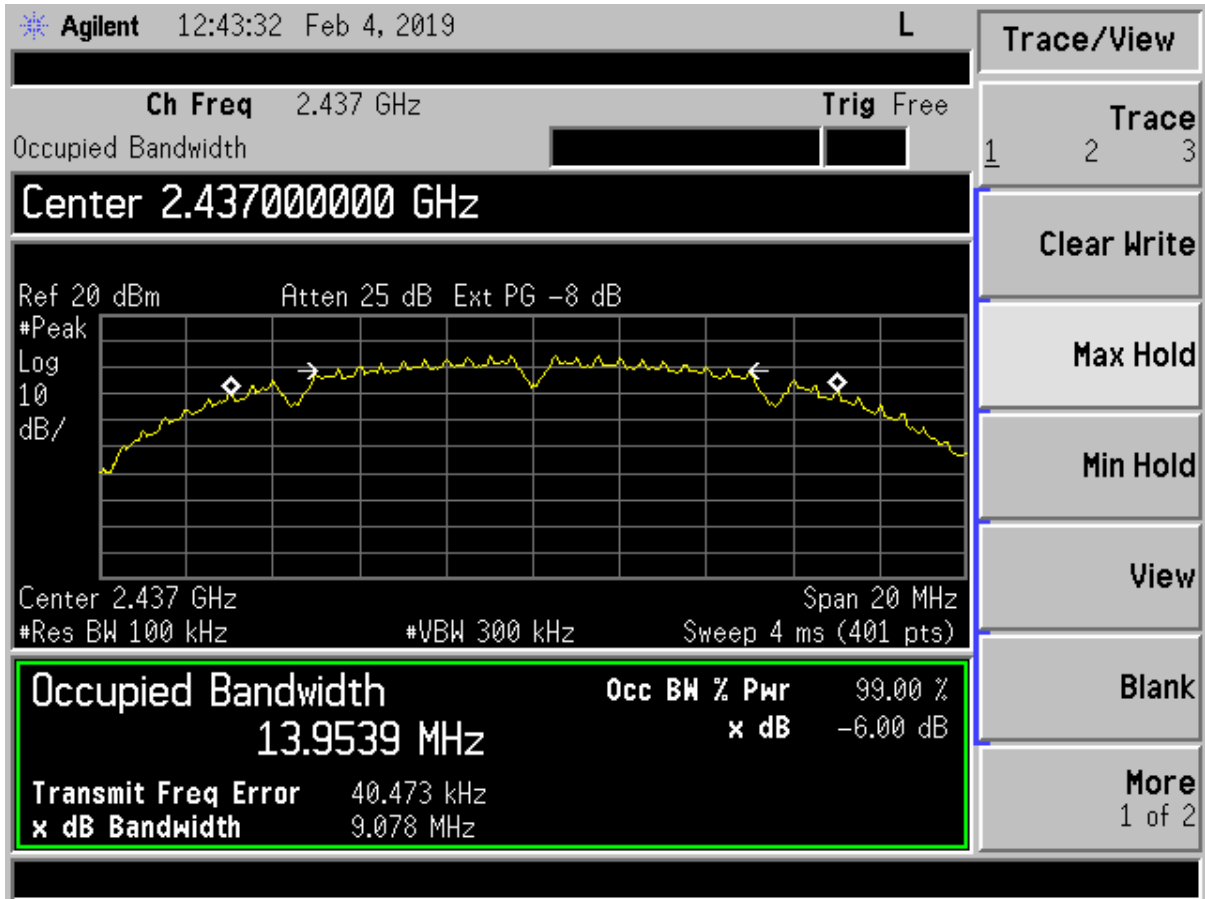 Agilent 12:43:32 Feb 4, 2019 L
Ch Freq 2.437 GHz Trig Free
Occupied Bandwidth
Center 2.437000000 GHz
Ref 20 dBm Atten 25 dB Ext PG -8 dB
#Peak
Log
10
dB/
Center 2.437 GHz Span 20 MHz
#Res BW 100 kHz #VBW 300 kHz Sweep 4 ms (401 pts)
Occupied Bandwidth Occ BW % Pwr 99.00 %
13.9539 MHz x dB -6.00 dB
Transmit Freq Error 40.473 kHz
x dB Bandwidth 9.078 MHz
Trace/View
Trace
1 2 3
Clear Write
Max Hold
Min Hold
View
Blank
More
1 of 2